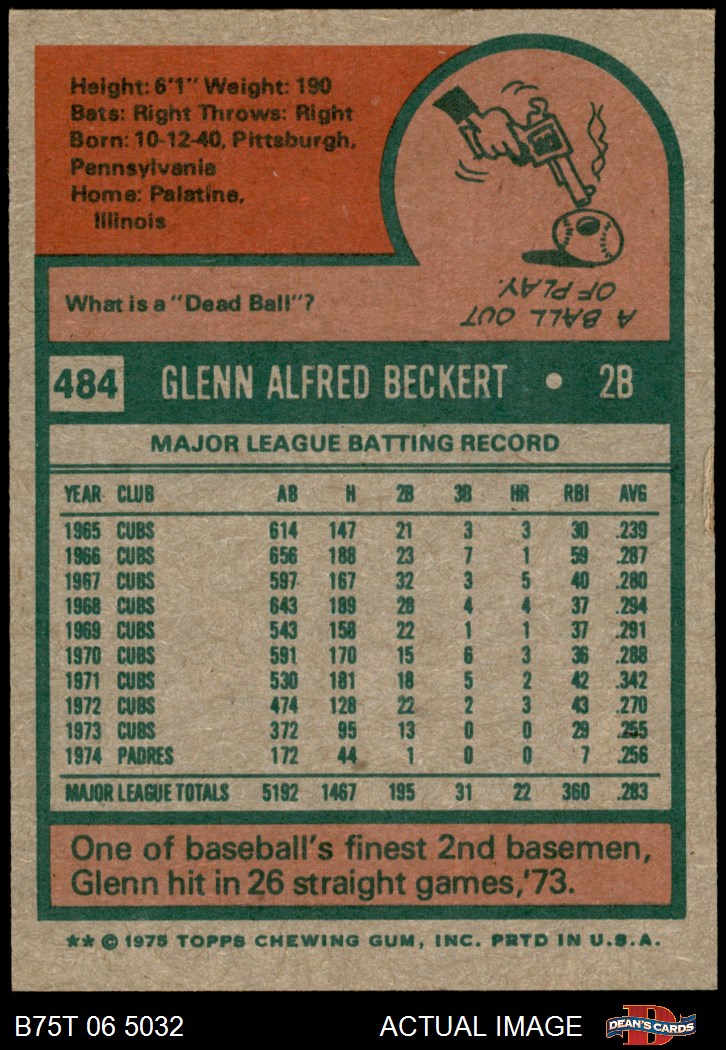 Height: 6'1" Weight: 190
Bats: Right Throws: Right
Born: 10-12-40, Pittsburgh,
Pennsylvania
Home: Palatine,
Illinois
What is a "Dead Ball"?
A BALL OUT
OF PLAY.
484 GLENN ALFRED BECKERT • 2B
MAJOR LEAGUE BATTING RECORD
YEAR CLUB AB H 2B 3B HR RBI AVG
1965 CUBS 614 147 21 3 3 30 .239
1966 CUBS 656 188 23 7 1 59 .287
1967 CUBS 597 167 32 3 5 40 .280
1968 CUBS 643 189 28 4 4 37 .294
1969 CUBS 543 158 22 1 1 37 .291
1970 CUBS 591 170 15 6 3 36 .288
1971 CUBS 530 181 18 5 2 42 .342
1972 CUBS 474 128 22 2 3 43 .270
1973 CUBS 372 95 13 0 0 29 .255
1974 PADRES 172 44 1 0 0 7 .256
MAJOR LEAGUE TOTALS 5192 1467 195 31 22 360 .283
One of baseball's finest 2nd basemen,
Glenn hit in 26 straight games,'73.
** © 1975 TOPPS CHEWING GUM, INC. PRTD IN U.S.A.
B75T 06 5032 ACTUAL IMAGE D DEAN'S CARDS